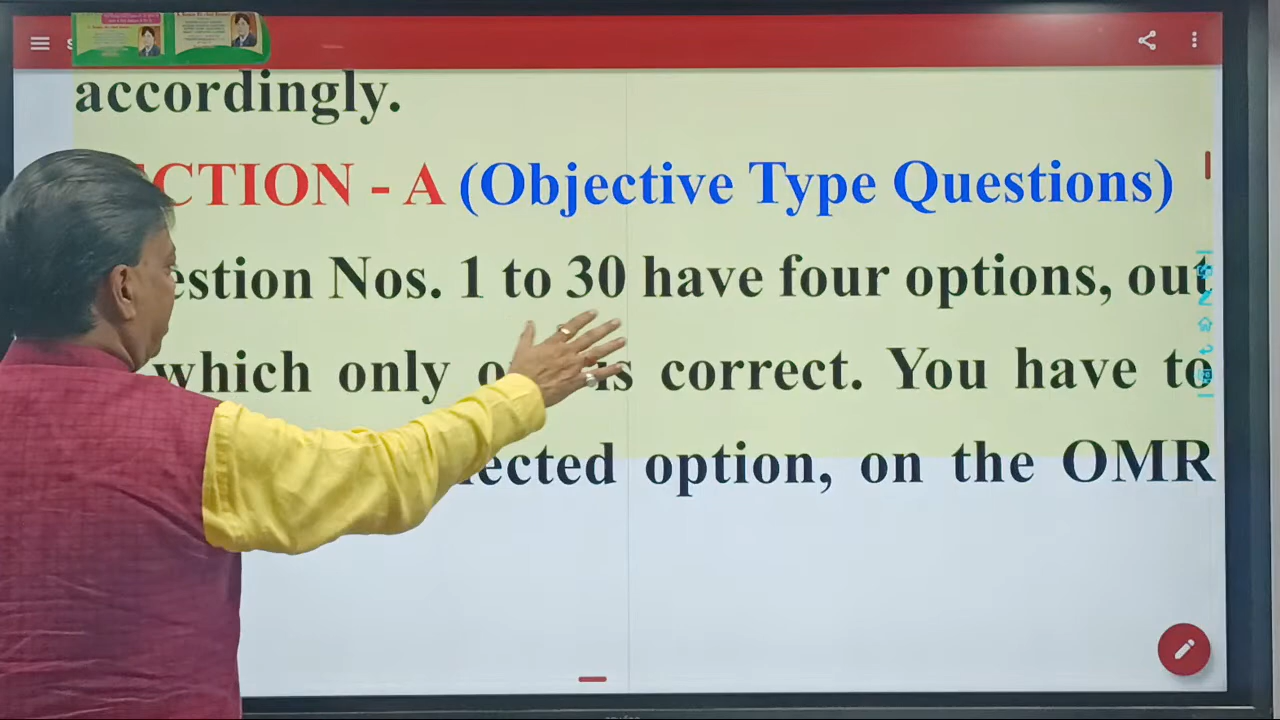 accordingly.
ECTION - A (Objective Type Questions)
estion Nos. 1 to 30 have four options, out
which only is correct. You have to
ected option, on the OMR